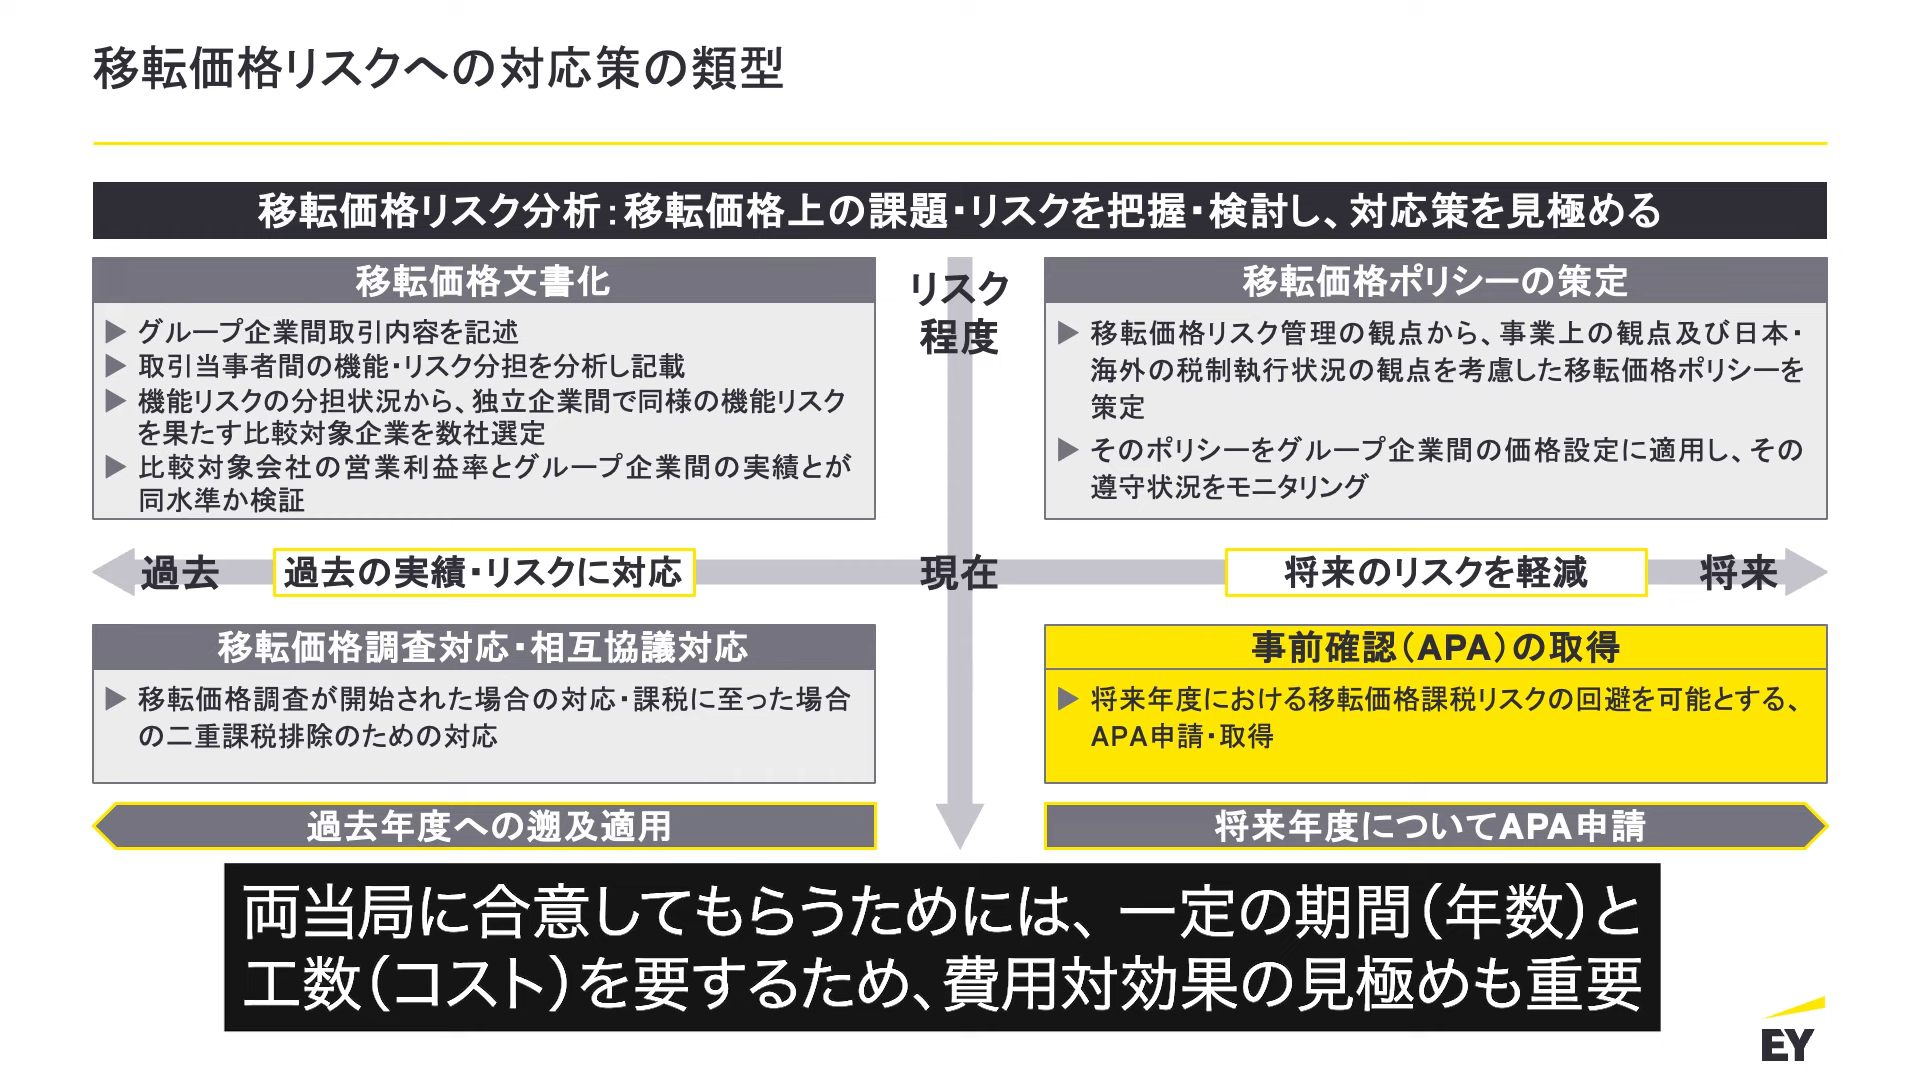 移転価格リスクへの対応策の類型
移転価格リスク分析：移転価格上の課題・リスクを把握・検討し、対応策を見極める
移転価格文書化
▶ グループ企業間取引内容を記述
▶ 取引当事者間の機能・リスク分担を分析し記載
▶ 機能リスクの分担状況から、独立企業間で同様の機能リスク
を果たす比較対象企業を数社選定
▶ 比較対象会社の営業利益率とグループ企業間の実績とが
同水準か検証
リスク
程度
移転価格ポリシーの策定
▶ 移転価格リスク管理の観点から、事業上の観点及び日本・
海外の税制執行状況の観点を考慮した移転価格ポリシーを
策定
▶ そのポリシーをグループ企業間の価格設定に適用し、その
遵守状況をモニタリング
過去
過去の実績・リスクに対応
現在
将来のリスクを軽減
将来
移転価格調査対応・相互協議対応
▶ 移転価格調査が開始された場合の対応・課税に至った場合
の二重課税排除のための対応
事前確認（APA）の取得
▶ 将来年度における移転価格課税リスクの回避を可能とする、
APA申請・取得
過去年度への遡及適用
将来年度についてAPA申請
両当局に合意してもらうためには、一定の期間（年数）と
工数（コスト）を要するため、費用対効果の見極めも重要
EY